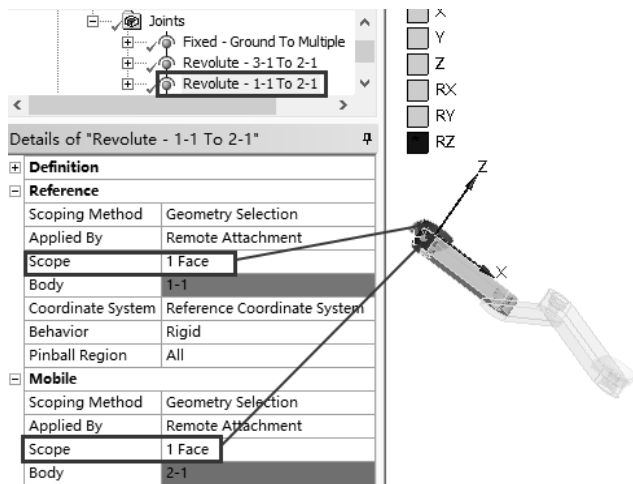 Joints
Fixed - Ground To Multiple
Revolute - 3-1 To 2-1
Revolute - 1-1 To 2-1
Details of "Revolute - 1-1 To 2-1"
Definition
Reference
Scoping Method Geometry Selection
Applied By Remote Attachment
Scope 1 Face
Body 1-1
Coordinate System Reference Coordinate System
Behavior Rigid
Pinball Region All
Mobile
Scoping Method Geometry Selection
Applied By Remote Attachment
Scope 1 Face
Body 2-1
X
Y
Z
RX
RY
RZ
Z
X